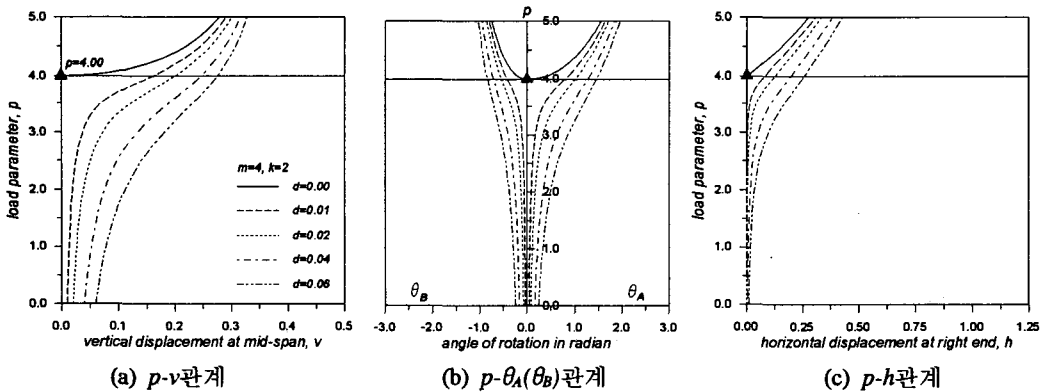 5.0
4.0
3.0
2.0
1.0
0.0
load parameter, p
p=4.00
m=4, k=2
d=0.00
d=0.01
d=0.02
d=0.04
d=0.06
0.0 0.1 0.2 0.3 0.4 0.5
vertical displacement at mid-span, v
(a) p-v관계
p
5.0
4.0
3.0
2.0
1.0
0.0
θB
θA
-3.0 -2.0 -1.0 0.0 1.0 2.0 3.0
angle of rotation in radian
(b) p-θA(θB)관계
5.0
4.0
3.0
2.0
1.0
0.0
load parameter, p
0.00 0.25 0.50 0.75 1.00 1.25
horizontal displacement at right end, h
(c) p-h관계